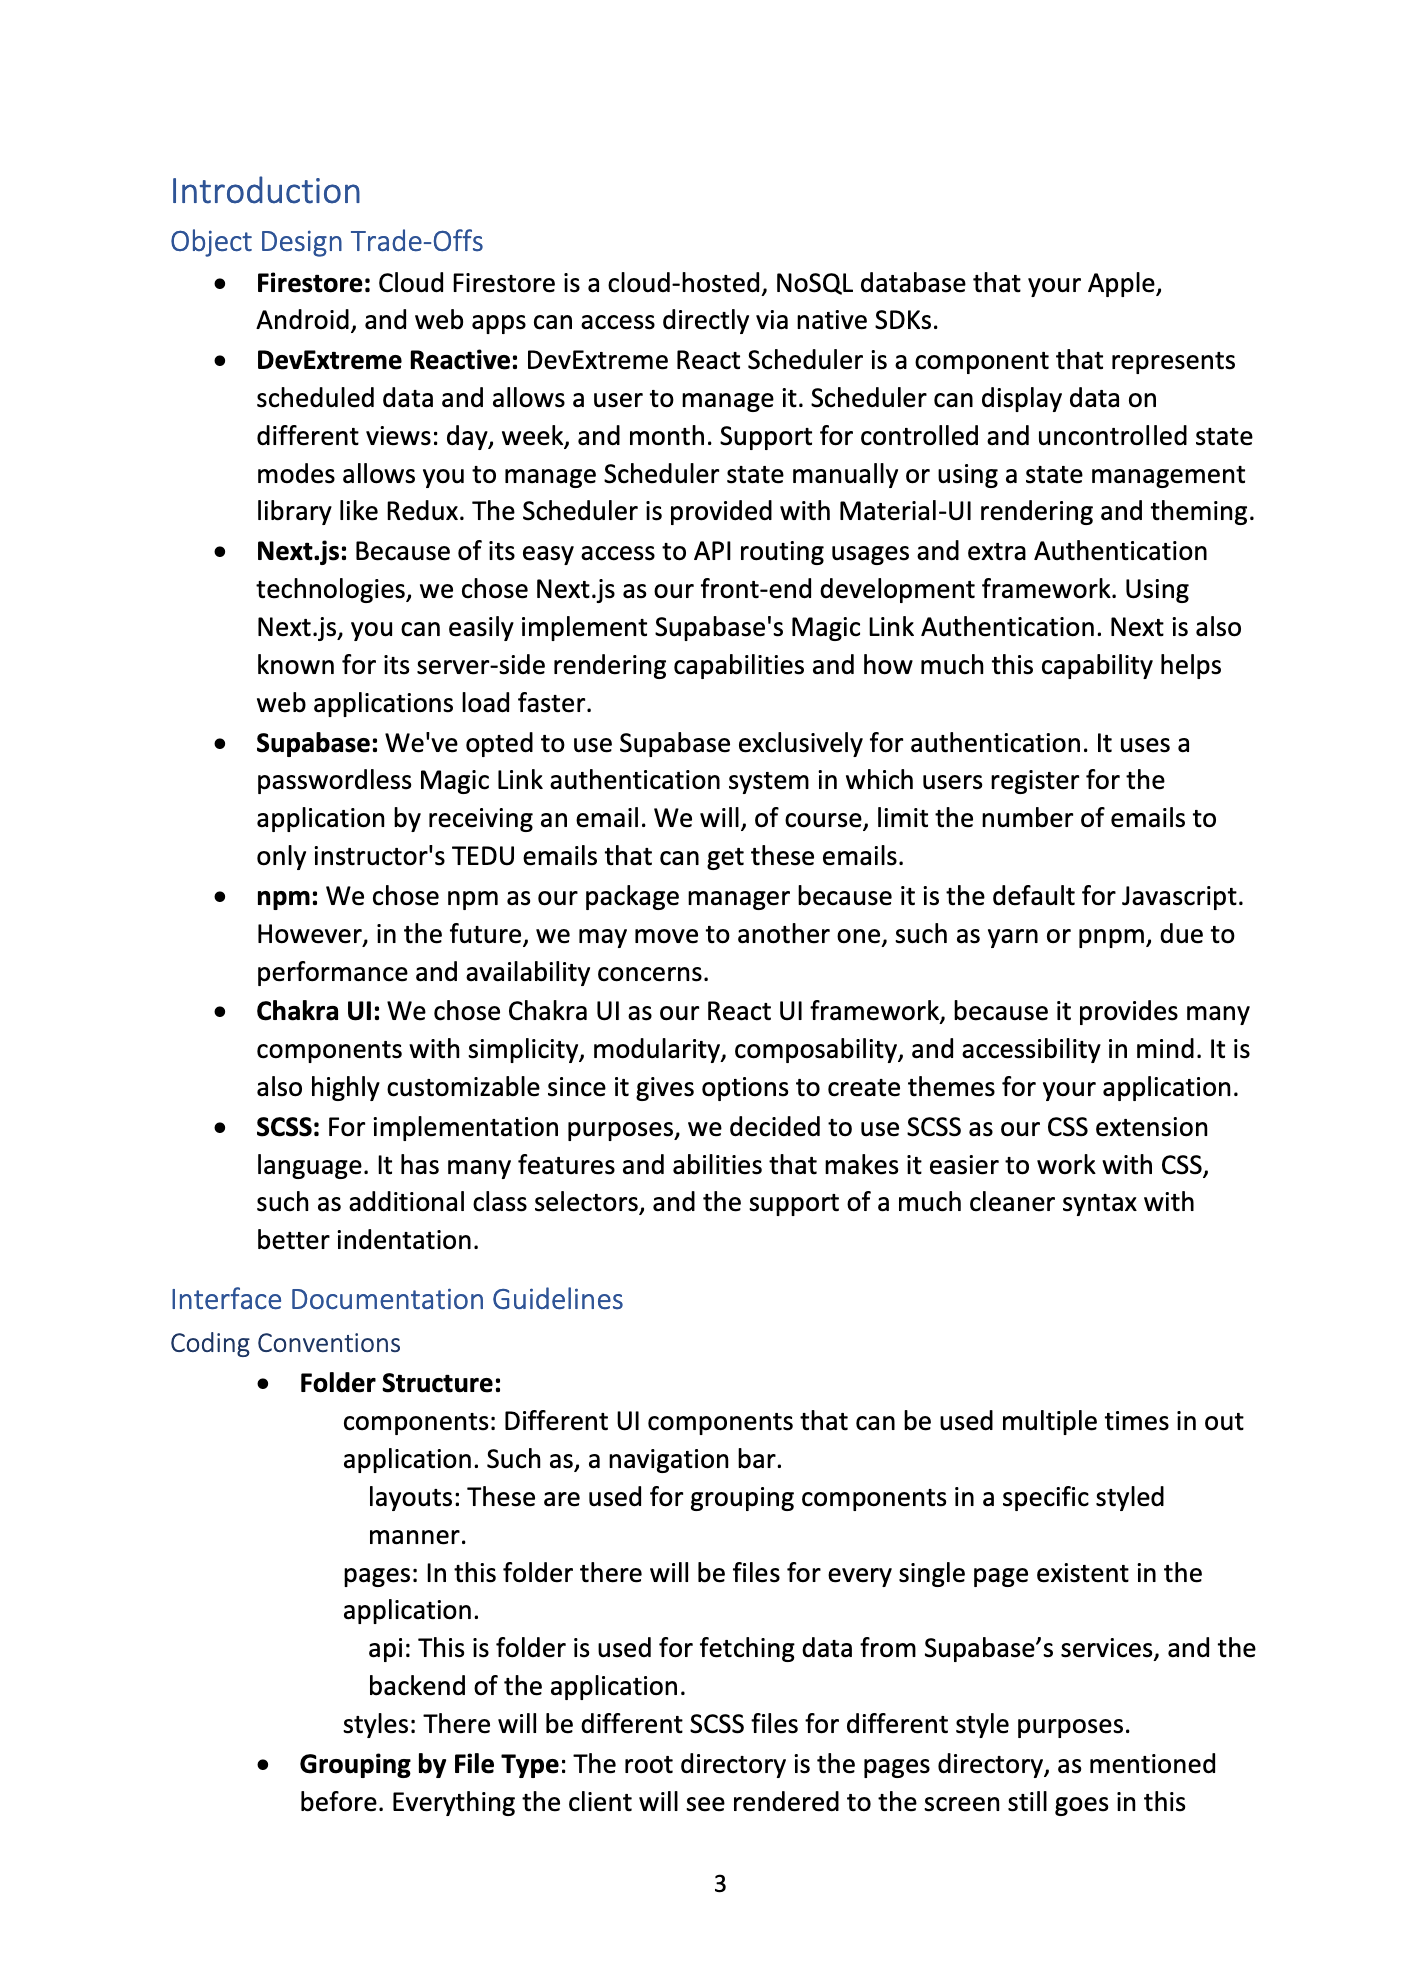 Introduction
Object Design Trade-Offs
• Firestore: Cloud Firestore is a cloud-hosted, NoSQL database that your Apple,
Android, and web apps can access directly via native SDKs.
• DevExtreme Reactive: DevExtreme React Scheduler is a component that represents
scheduled data and allows a user to manage it. Scheduler can display data on
different views: day, week, and month. Support for controlled and uncontrolled state
modes allows you to manage Scheduler state manually or using a state management
library like Redux. The Scheduler is provided with Material-UI rendering and theming.
• Next.js: Because of its easy access to API routing usages and extra Authentication
technologies, we chose Next.js as our front-end development framework. Using
Next.js, you can easily implement Supabase's Magic Link Authentication. Next is also
known for its server-side rendering capabilities and how much this capability helps
web applications load faster.
• Supabase: We've opted to use Supabase exclusively for authentication. It uses a
passwordless Magic Link authentication system in which users register for the
application by receiving an email. We will, of course, limit the number of emails to
only instructor's TEDU emails that can get these emails.
• npm: We chose npm as our package manager because it is the default for Javascript.
However, in the future, we may move to another one, such as yarn or pnpm, due to
performance and availability concerns.
• Chakra UI: We chose Chakra UI as our React UI framework, because it provides many
components with simplicity, modularity, composability, and accessibility in mind. It is
also highly customizable since it gives options to create themes for your application.
• SCSS: For implementation purposes, we decided to use SCSS as our CSS extension
language. It has many features and abilities that makes it easier to work with CSS,
such as additional class selectors, and the support of a much cleaner syntax with
better indentation.
Interface Documentation Guidelines
Coding Conventions
• Folder Structure:
components: Different UI components that can be used multiple times in out
application. Such as, a navigation bar.
layouts: These are used for grouping components in a specific styled
manner.
pages: In this folder there will be files for every single page existent in the
application.
api: This is folder is used for fetching data from Supabase’s services, and the
backend of the application.
styles: There will be different SCSS files for different style purposes.
• Grouping by File Type: The root directory is the pages directory, as mentioned
before. Everything the client will see rendered to the screen still goes in this
3